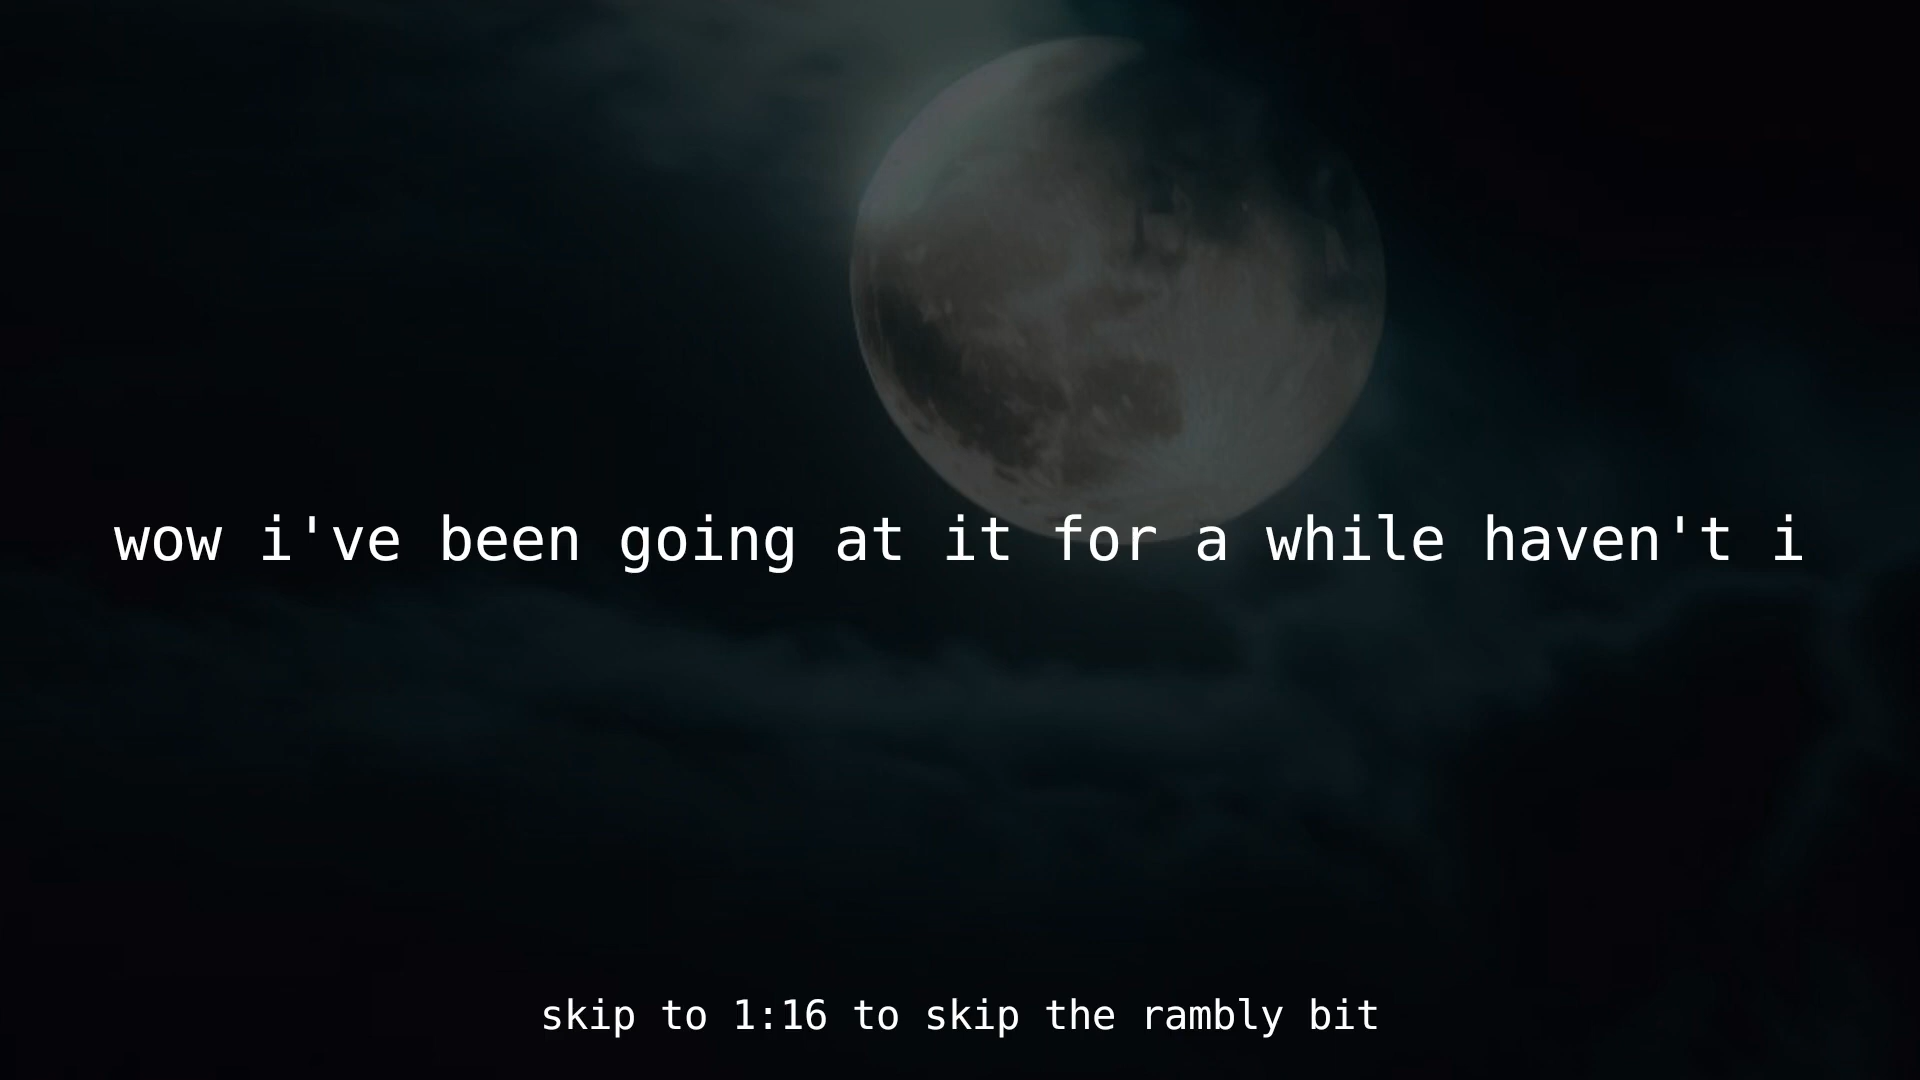 wow i've been going at it for a while haven't i
skip to 1:16 to skip the rambly bit